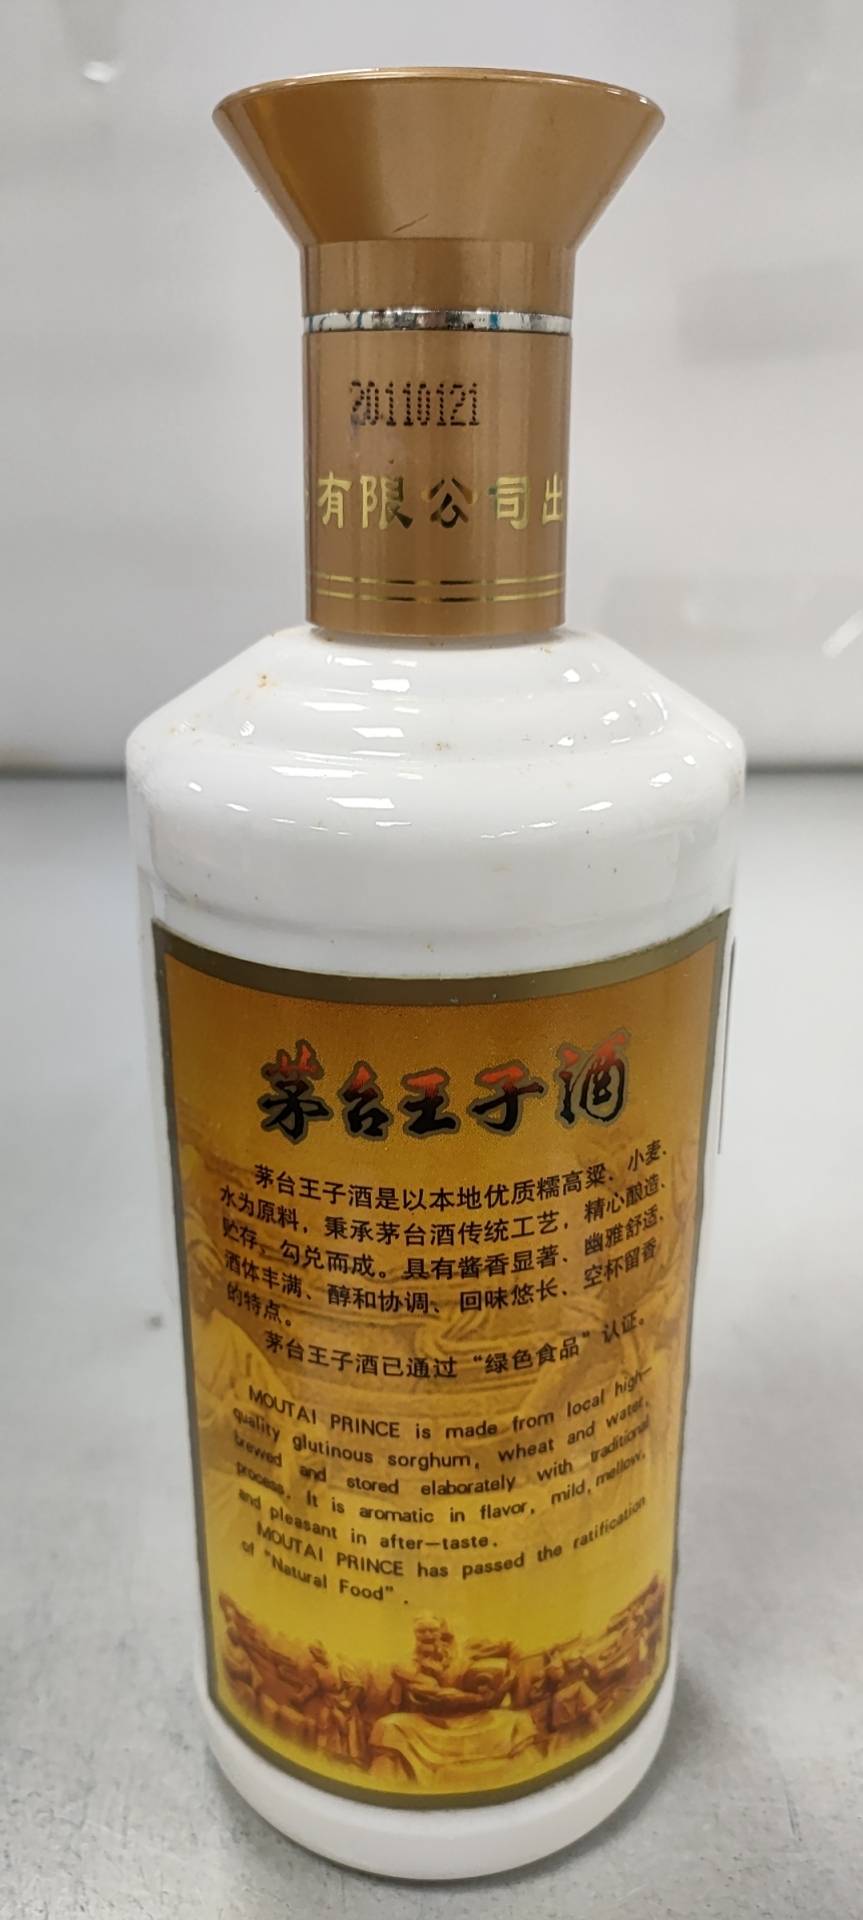 20110121
有限公司出
茅台王子酒
茅台王子酒是以本地优质糯高粱、小麦、
水为原料，秉承茅台酒传统工艺，精心酿造、
贮存、勾兑而成。具有酱香显著、幽雅舒适、
酒体丰满、醇和协调、回味悠长、空杯留香
的特点。
茅台王子酒已通过“绿色食品”认证。
MOUTAI PRINCE is made from local high—
quality glutinous sorghum, wheat and water,
brewed and stored elaborately with traditional
process. It is aromatic in flavor, mild, mellow,
and pleasant in after—taste.
MOUTAI PRINCE has passed the ratification
of "Natural Food".